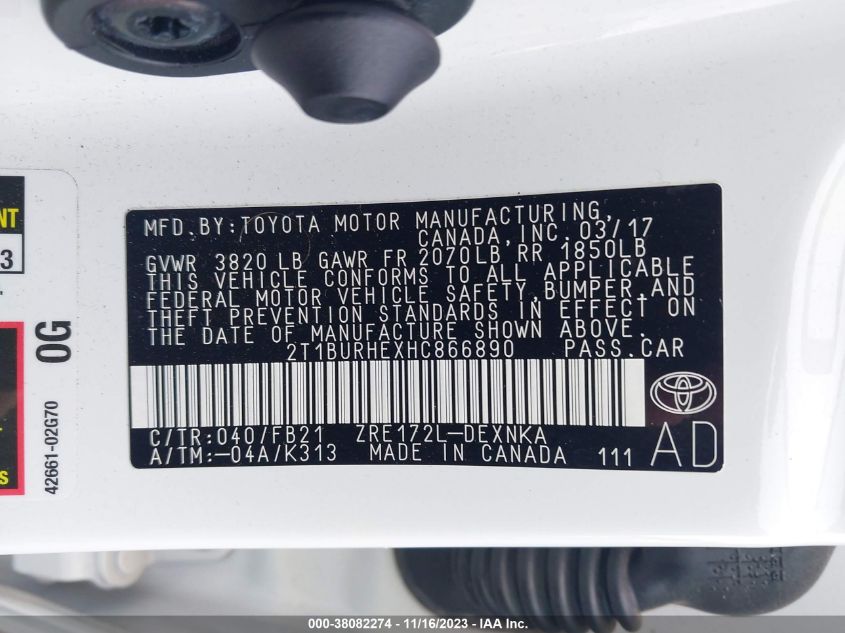 NT
3
0G
42661-02G70
S
MFD.BY:TOYOTA MOTOR MANUFACTURING,
CANADA,INC. 03/17
GVWR 3820 LB GAWR FR 2070LB RR 1850LB
THIS VEHICLE CONFORMS TO ALL APPLICABLE
FEDERAL MOTOR VEHICLE SAFETY,BUMPER,AND
THEFT PREVENTION STANDARDS IN EFFECT ON
THE DATE OF MANUFACTURE SHOWN ABOVE.
2T1BURHEXHC866890 PASS.CAR
C/TR:040/FB21 ZRE172L-DEXNKA
A/TM:-04A/K313 MADE IN CANADA 111
AD
000-38082274 - 11/16/2023 - IAA Inc.